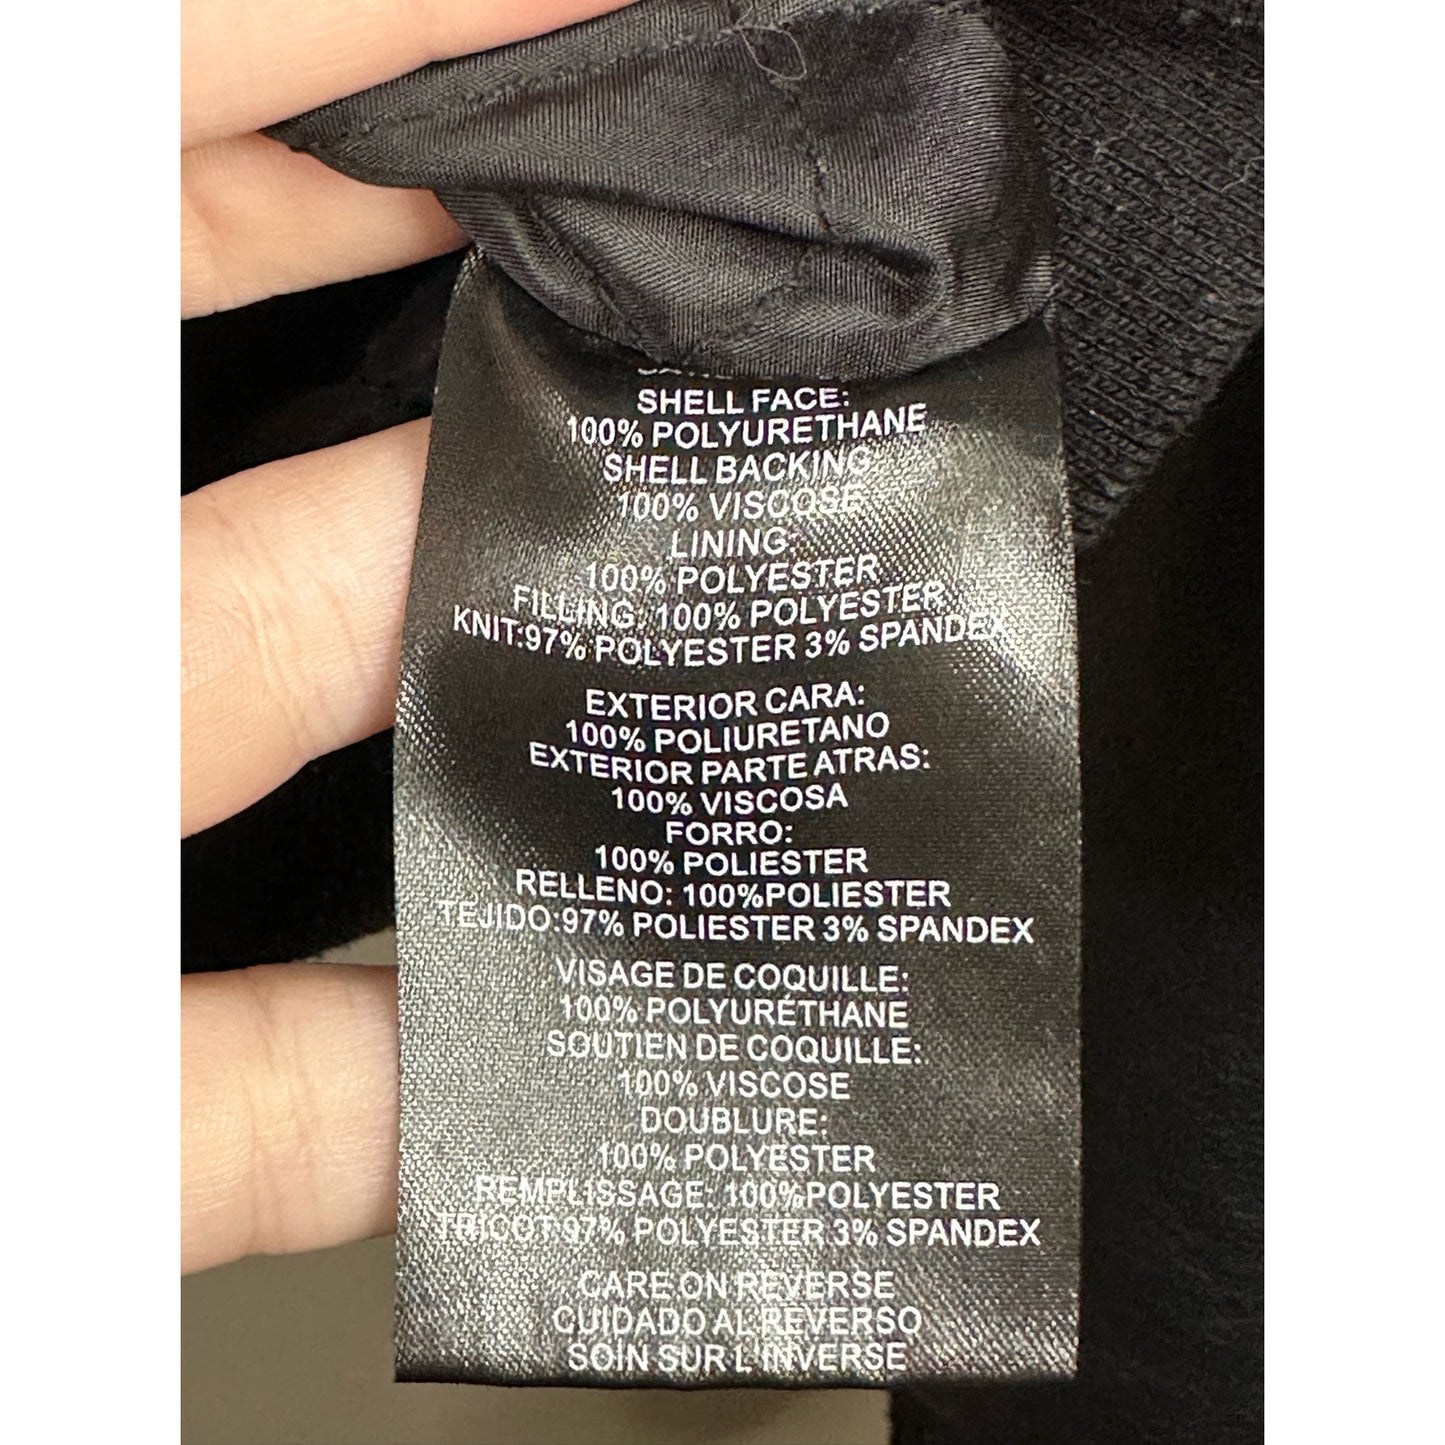 SHELL FACE:
100% POLYURETHANE
SHELL BACKING:
100% VISCOSE
LINING:
100% POLYESTER
FILLING: 100% POLYESTER
KNIT:97% POLYESTER 3% SPANDEX
EXTERIOR CARA:
100% POLIURETANO
EXTERIOR PARTE ATRAS:
100% VISCOSA
FORRO:
100% POLIESTER
RELLENO: 100%POLIESTER
TEJIDO:97% POLIESTER 3% SPANDEX
VISAGE DE COQUILLE:
100% POLYURÉTHANE
SOUTIEN DE COQUILLE:
100% VISCOSE
DOUBLURE:
100% POLYESTER
REMPLISSAGE: 100%POLYESTER
TRICOT:97% POLYESTER 3% SPANDEX
CARE ON REVERSE
CUIDADO AL REVERSO
SOIN SUR L'INVERSE